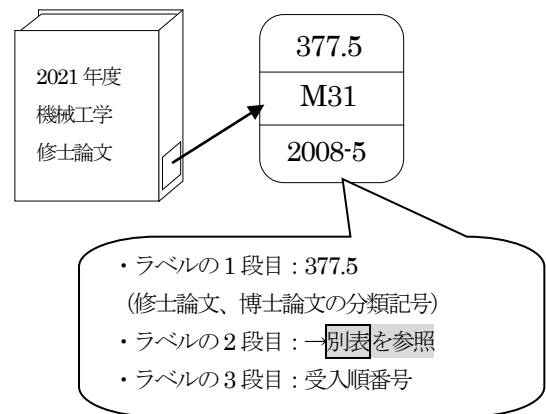 2021 年度
機械工学
修士論文
377.5
M31
2008-5
・ラベルの１段目：377.5
（修士論文、博士論文の分類記号）
・ラベルの２段目：→別表を参照
・ラベルの３段目：受入順番号